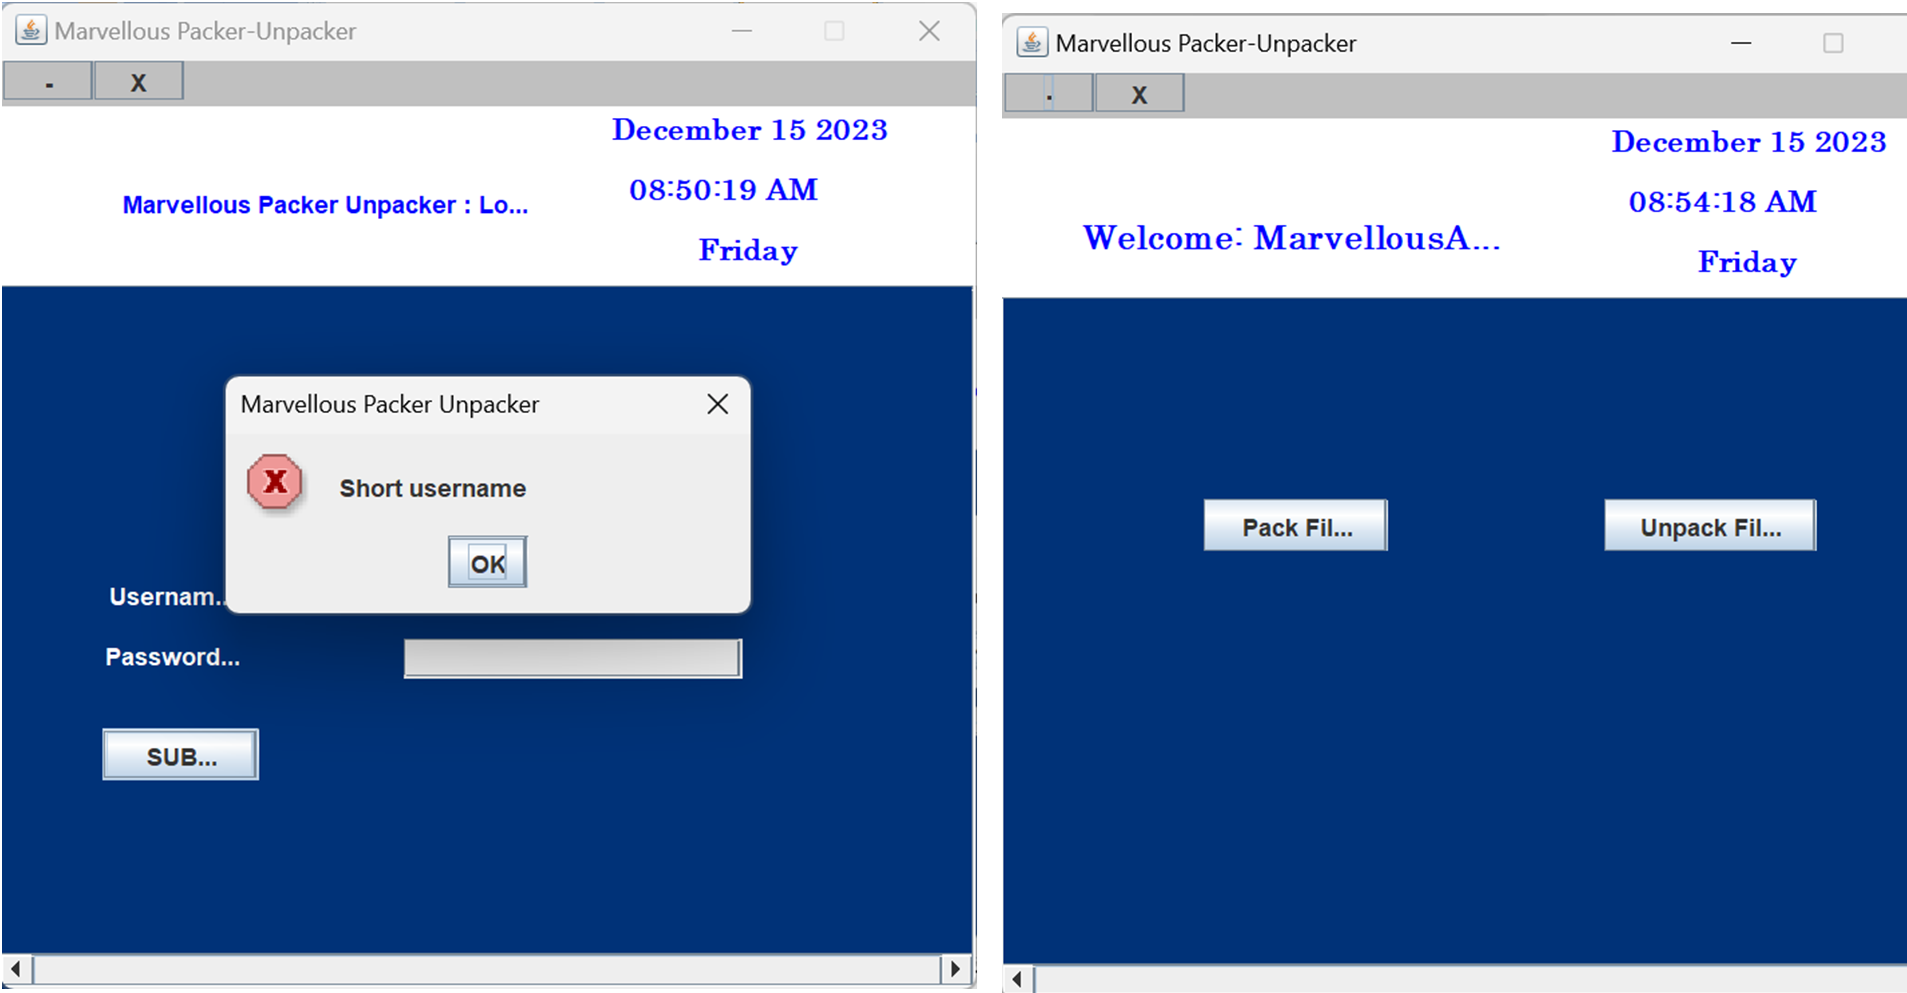 Marvellous Packer-Unpacker
- X
December 15 2023
08:50:19 AM
Marvellous Packer Unpacker : Lo...
Friday
Marvellous Packer Unpacker
X
Short username
OK
Usernam..
Password...
SUB...
Marvellous Packer-Unpacker
- X
December 15 2023
08:54:18 AM
Welcome: MarvellousA...
Friday
Pack Fil...
Unpack Fil...